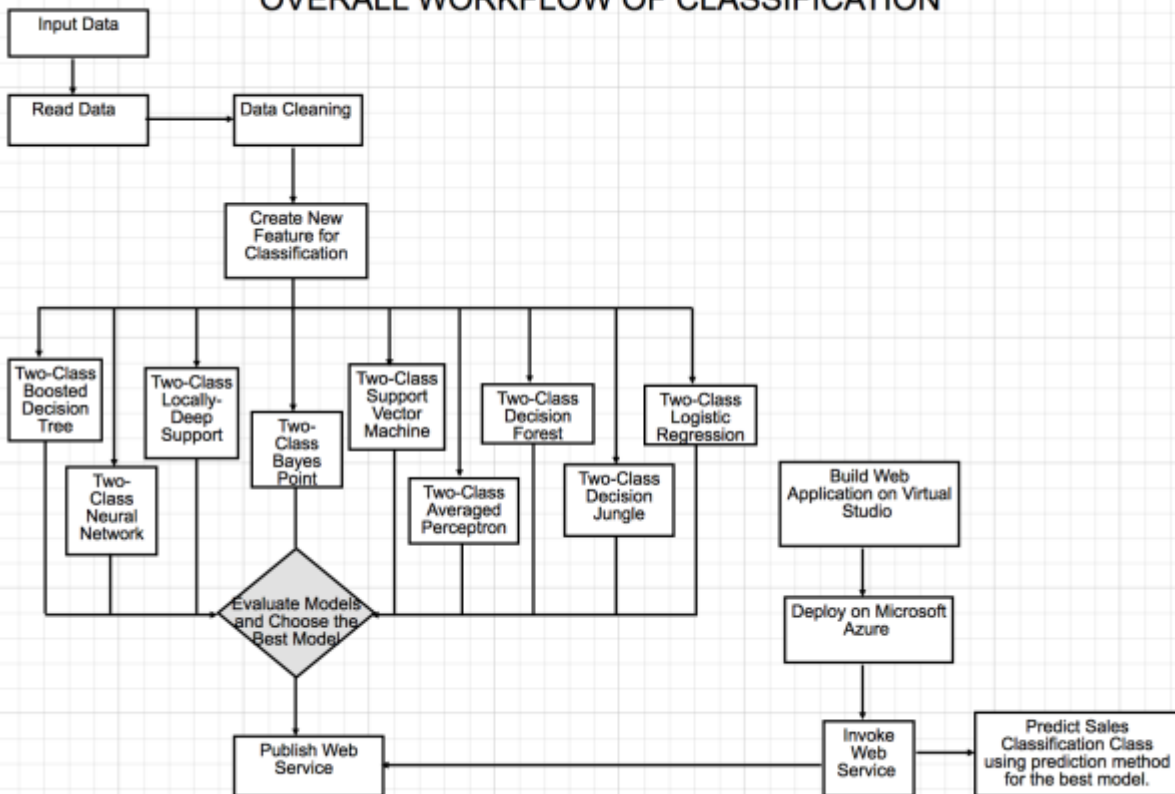 OVERALL WORKFLOW OF CLASSIFICATION
Input Data
Read Data
Data Cleaning
Create New
Feature for
Classification
Two-Class
Boosted
Decision
Tree
Two-Class
Neural
Network
Two-Class
Locally-
Deep
Support
Two-
Class
Bayes
Point
Two-Class
Support
Vector
Machine
Two-Class
Averaged
Perceptron
Two-Class
Decision
Forest
Two-Class
Decision
Jungle
Two-Class
Logistic
Regression
Evaluate Models
and Choose the
Best Model
Publish Web
Service
Build Web
Application on Virtual
Studio
Deploy on Microsoft
Azure
Invoke
Web
Service
Predict Sales
Classification Class
using prediction method
for the best model.